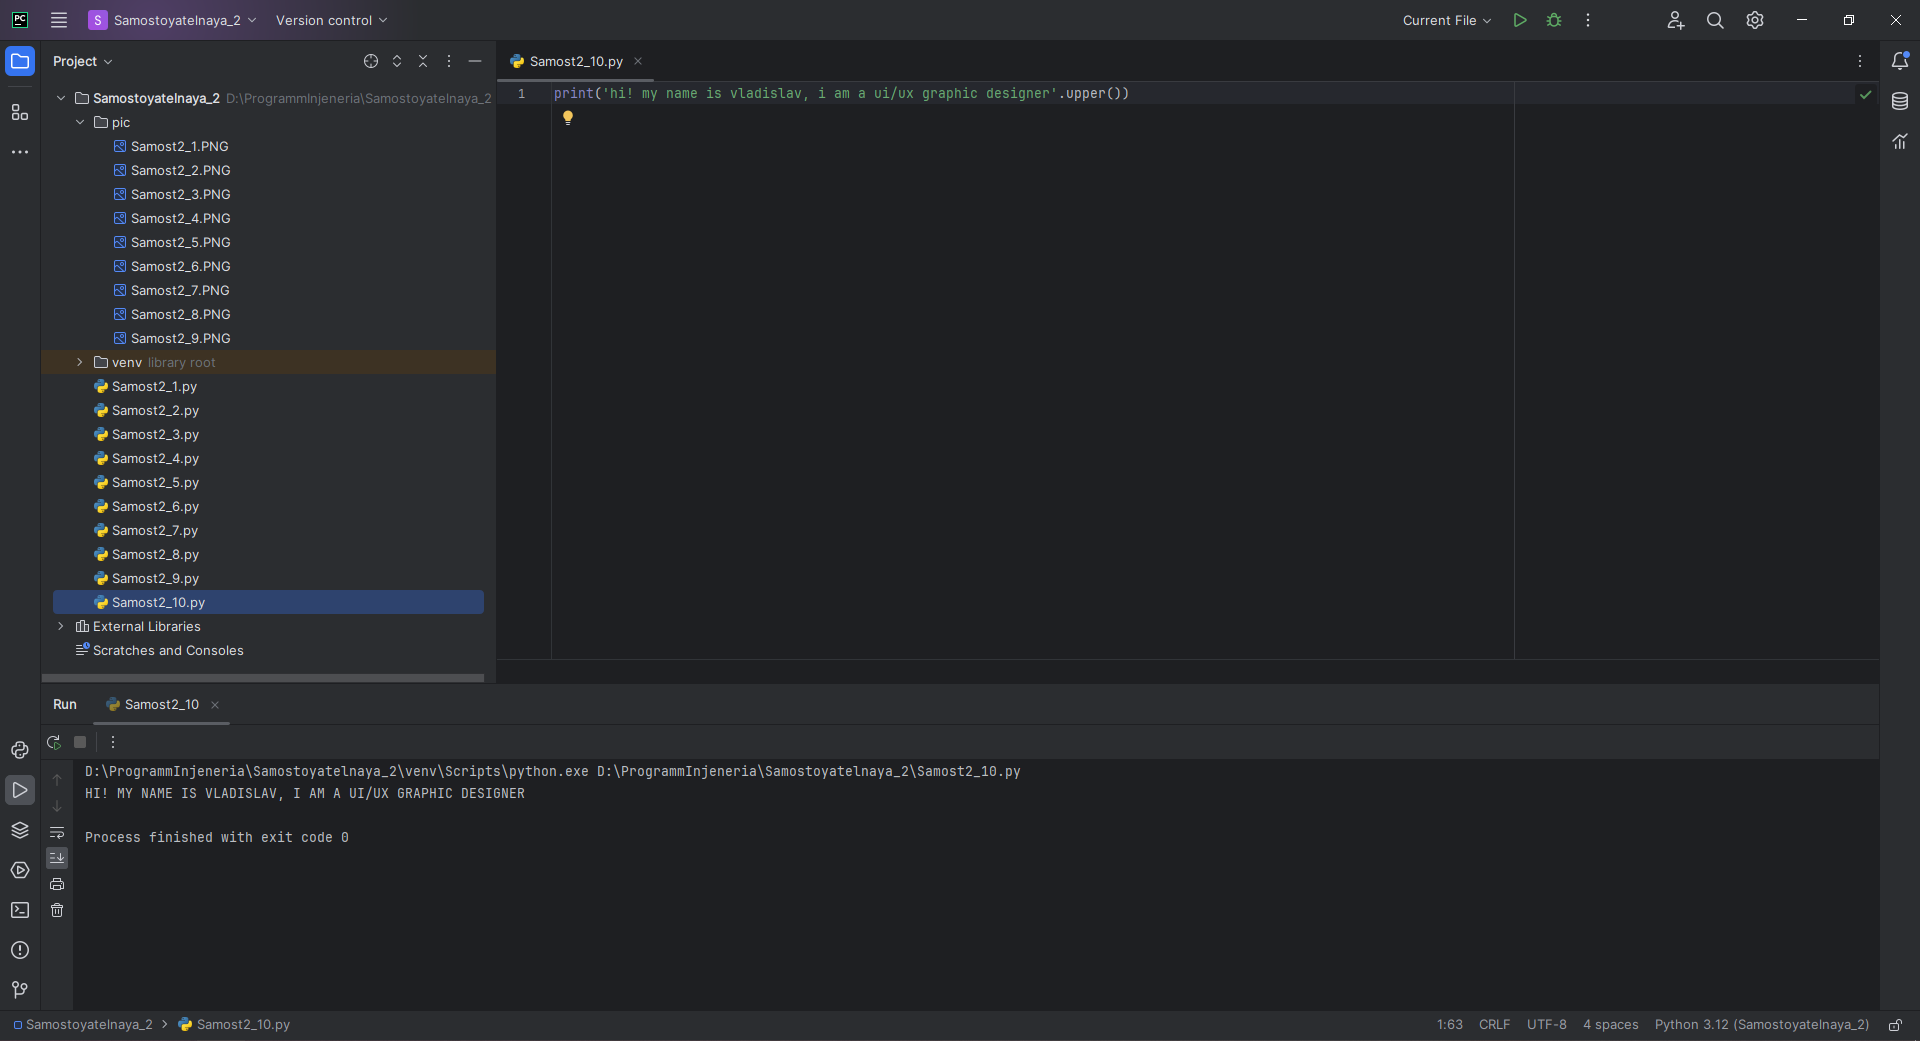 PC
S Samostoyatelnaya_2
Version control
Current File
Project
Samostoyatelnaya_2 D:\ProgrammInjeneria\Samostoyatelnaya_2
pic
Samost2_1.PNG
Samost2_2.PNG
Samost2_3.PNG
Samost2_4.PNG
Samost2_5.PNG
Samost2_6.PNG
Samost2_7.PNG
Samost2_8.PNG
Samost2_9.PNG
venv library root
Samost2_1.py
Samost2_2.py
Samost2_3.py
Samost2_4.py
Samost2_5.py
Samost2_6.py
Samost2_7.py
Samost2_8.py
Samost2_9.py
Samost2_10.py
External Libraries
Scratches and Consoles
Samost2_10.py
1 print('hi! my name is vladislav, i am a ui/ux graphic designer'.upper())
Run
Samost2_10
D:\ProgrammInjeneria\Samostoyatelnaya_2\venv\Scripts\python.exe D:\ProgrammInjeneria\Samostoyatelnaya_2\Samost2_10.py
HI! MY NAME IS VLADISLAV, I AM A UI/UX GRAPHIC DESIGNER
Process finished with exit code 0
Samostoyatelnaya_2 > Samost2_10.py
1:63 CRLF UTF-8 4 spaces Python 3.12 (Samostoyatelnaya_2)